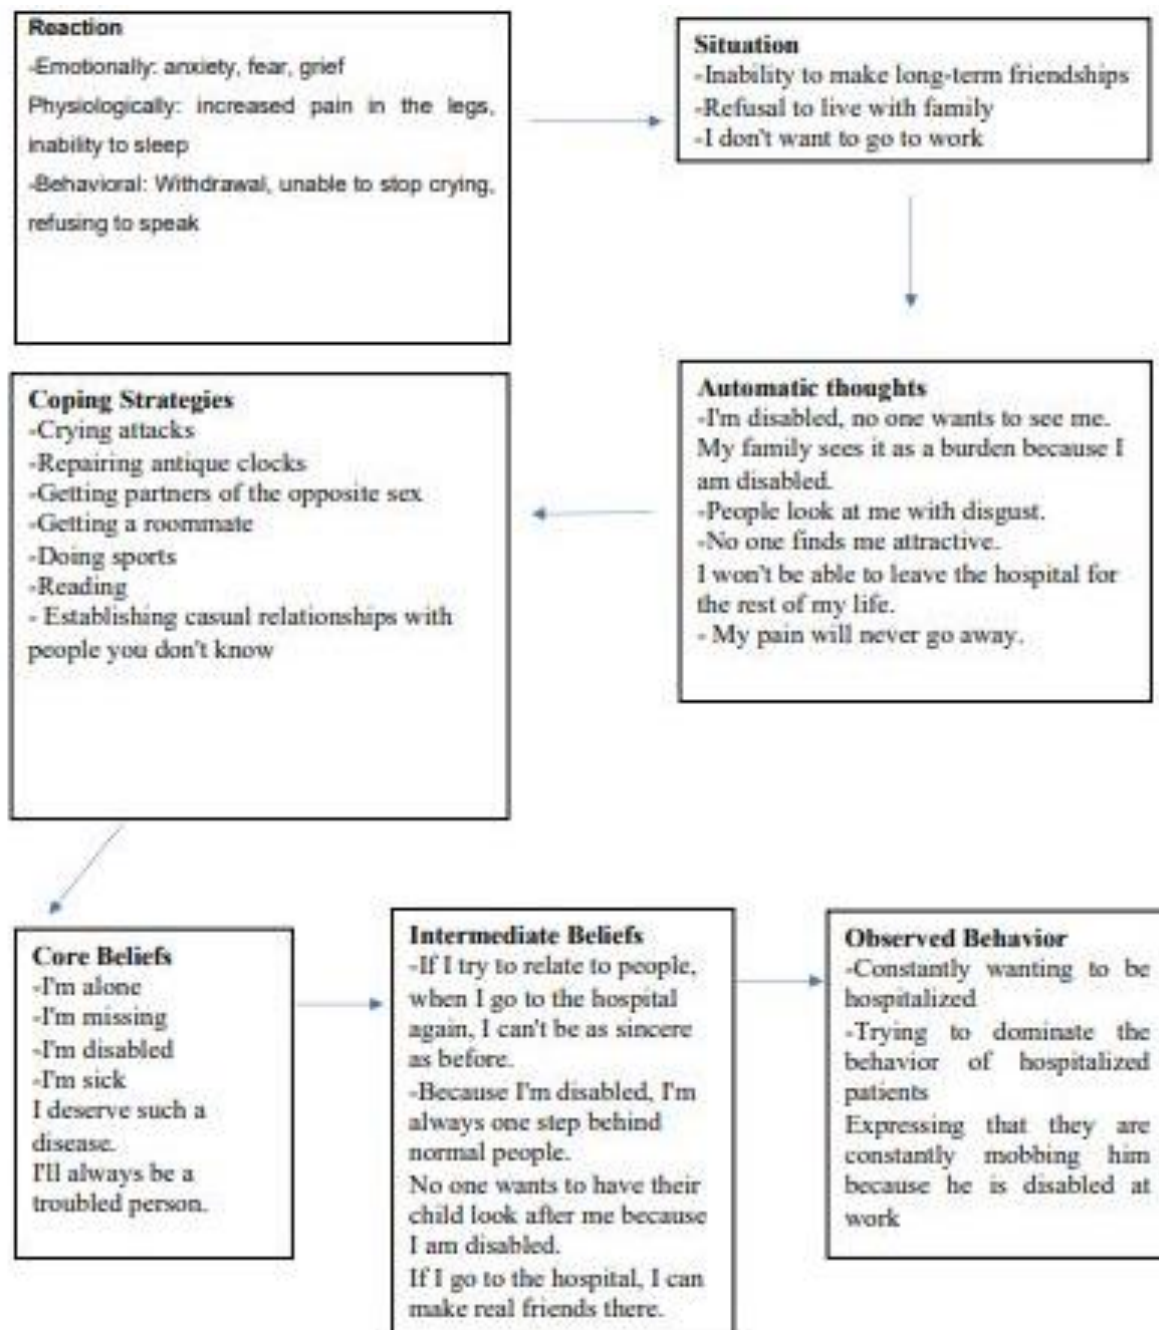 Reaction
-Emotionally: anxiety, fear, grief
Physiologically: increased pain in the legs,
inability to sleep
-Behavioral: Withdrawal, unable to stop crying,
refusing to speak
Situation
-Inability to make long-term friendships
-Refusal to live with family
-I don't want to go to work
Automatic thoughts
-I'm disabled, no one wants to see me.
My family sees it as a burden because I
am disabled.
-People look at me with disgust.
-No one finds me attractive.
I won't be able to leave the hospital for
the rest of my life.
- My pain will never go away.
Coping Strategies
-Crying attacks
-Repairing antique clocks
-Getting partners of the opposite sex
-Getting a roommate
-Doing sports
-Reading
- Establishing casual relationships with
people you don't know
Core Beliefs
-I'm alone
-I'm missing
-I'm disabled
-I'm sick
I deserve such a
disease.
I'll always be a
troubled person.
Intermediate Beliefs
-If I try to relate to people,
when I go to the hospital
again, I can't be as sincere
as before.
-Because I'm disabled, I'm
always one step behind
normal people.
No one wants to have their
child look after me because
I am disabled.
If I go to the hospital, I can
make real friends there.
Observed Behavior
-Constantly wanting to be
hospitalized
-Trying to dominate the
behavior of hospitalized
patients
Expressing that they are
constantly mobbing him
because he is disabled at
work